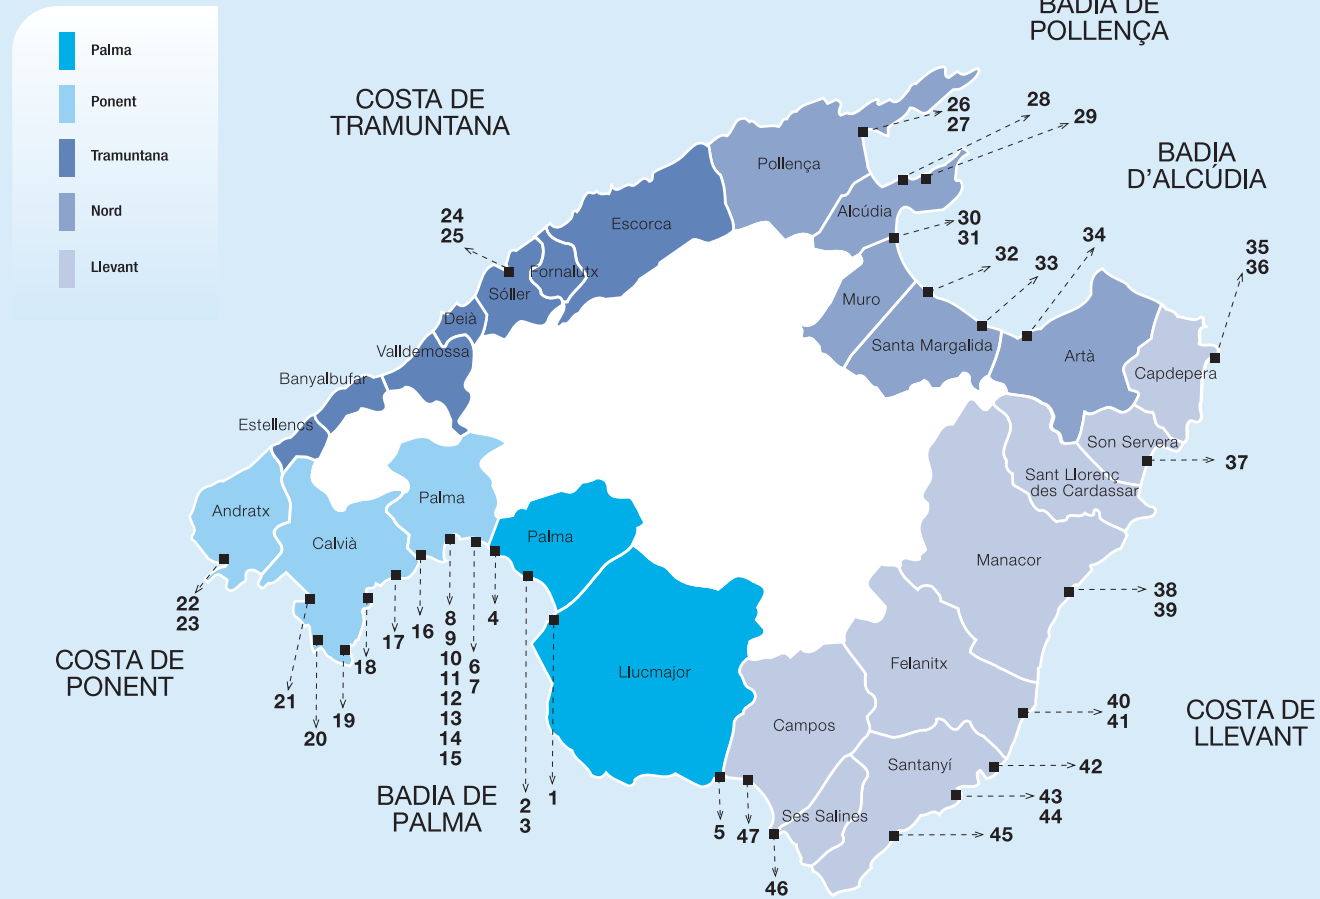 Palma
Ponent
Tramuntana
Nord
Llevant
BADIA DE
POLLENÇA
COSTA DE
TRAMUNTANA
BADIA
D'ALCÚDIA
26
27
28
29
Pollença
Alcúdia
24
25
Escorca
30
31
32
33
34
35
36
Fornalutx
Sóller
Deià
Muro
Valldemossa
Santa Margalida
Artà
Capdepera
Banyalbufar
Estellencs
Son Servera
37
Sant Llorenç
des Cardassar
Andratx
Palma
Calvià
Palma
Manacor
38
39
22
23
COSTA DE
PONENT
21
20
19
18
17
16
8
9
10
11
12
13
14
15
6
7
4
2
3
1
BADIA DE
PALMA
Llucmajor
Felanitx
Campos
40
41
COSTA DE
LLEVANT
Santanyí
42
43
44
Ses Salines
45
5
47
46